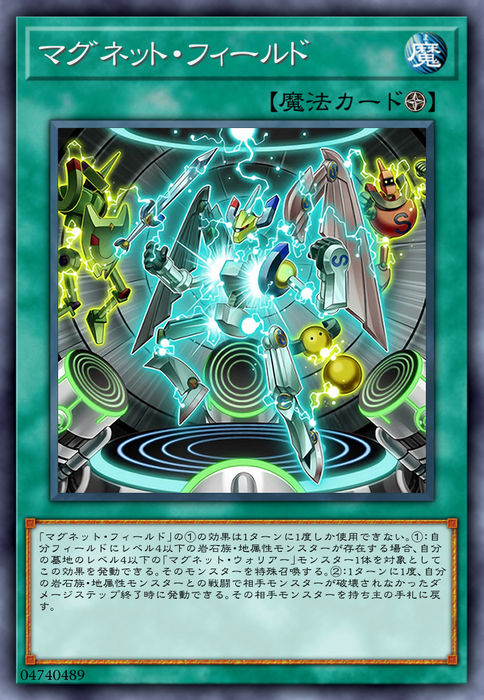 マグネット・フィールド
魔
【魔法カード】
S
S
0
「マグネット・フィールド」の①の効果は1ターンに1度しか使用できない。①:自
分フィールドにレベル4以下の岩石族・地属性モンスターが存在する場合、自分
の墓地のレベル4以下の「マグネット・ウォリアー」モンスター1体を対象として
この効果を発動できる。そのモンスターを特殊召喚する。②:1ターンに1度、自分
の岩石族・地属性モンスターとの戦闘で相手モンスターが破壊されなかったダ
メージステップ終了時に発動できる。その相手モンスターを持ち主の手札に戻
す。
04740489